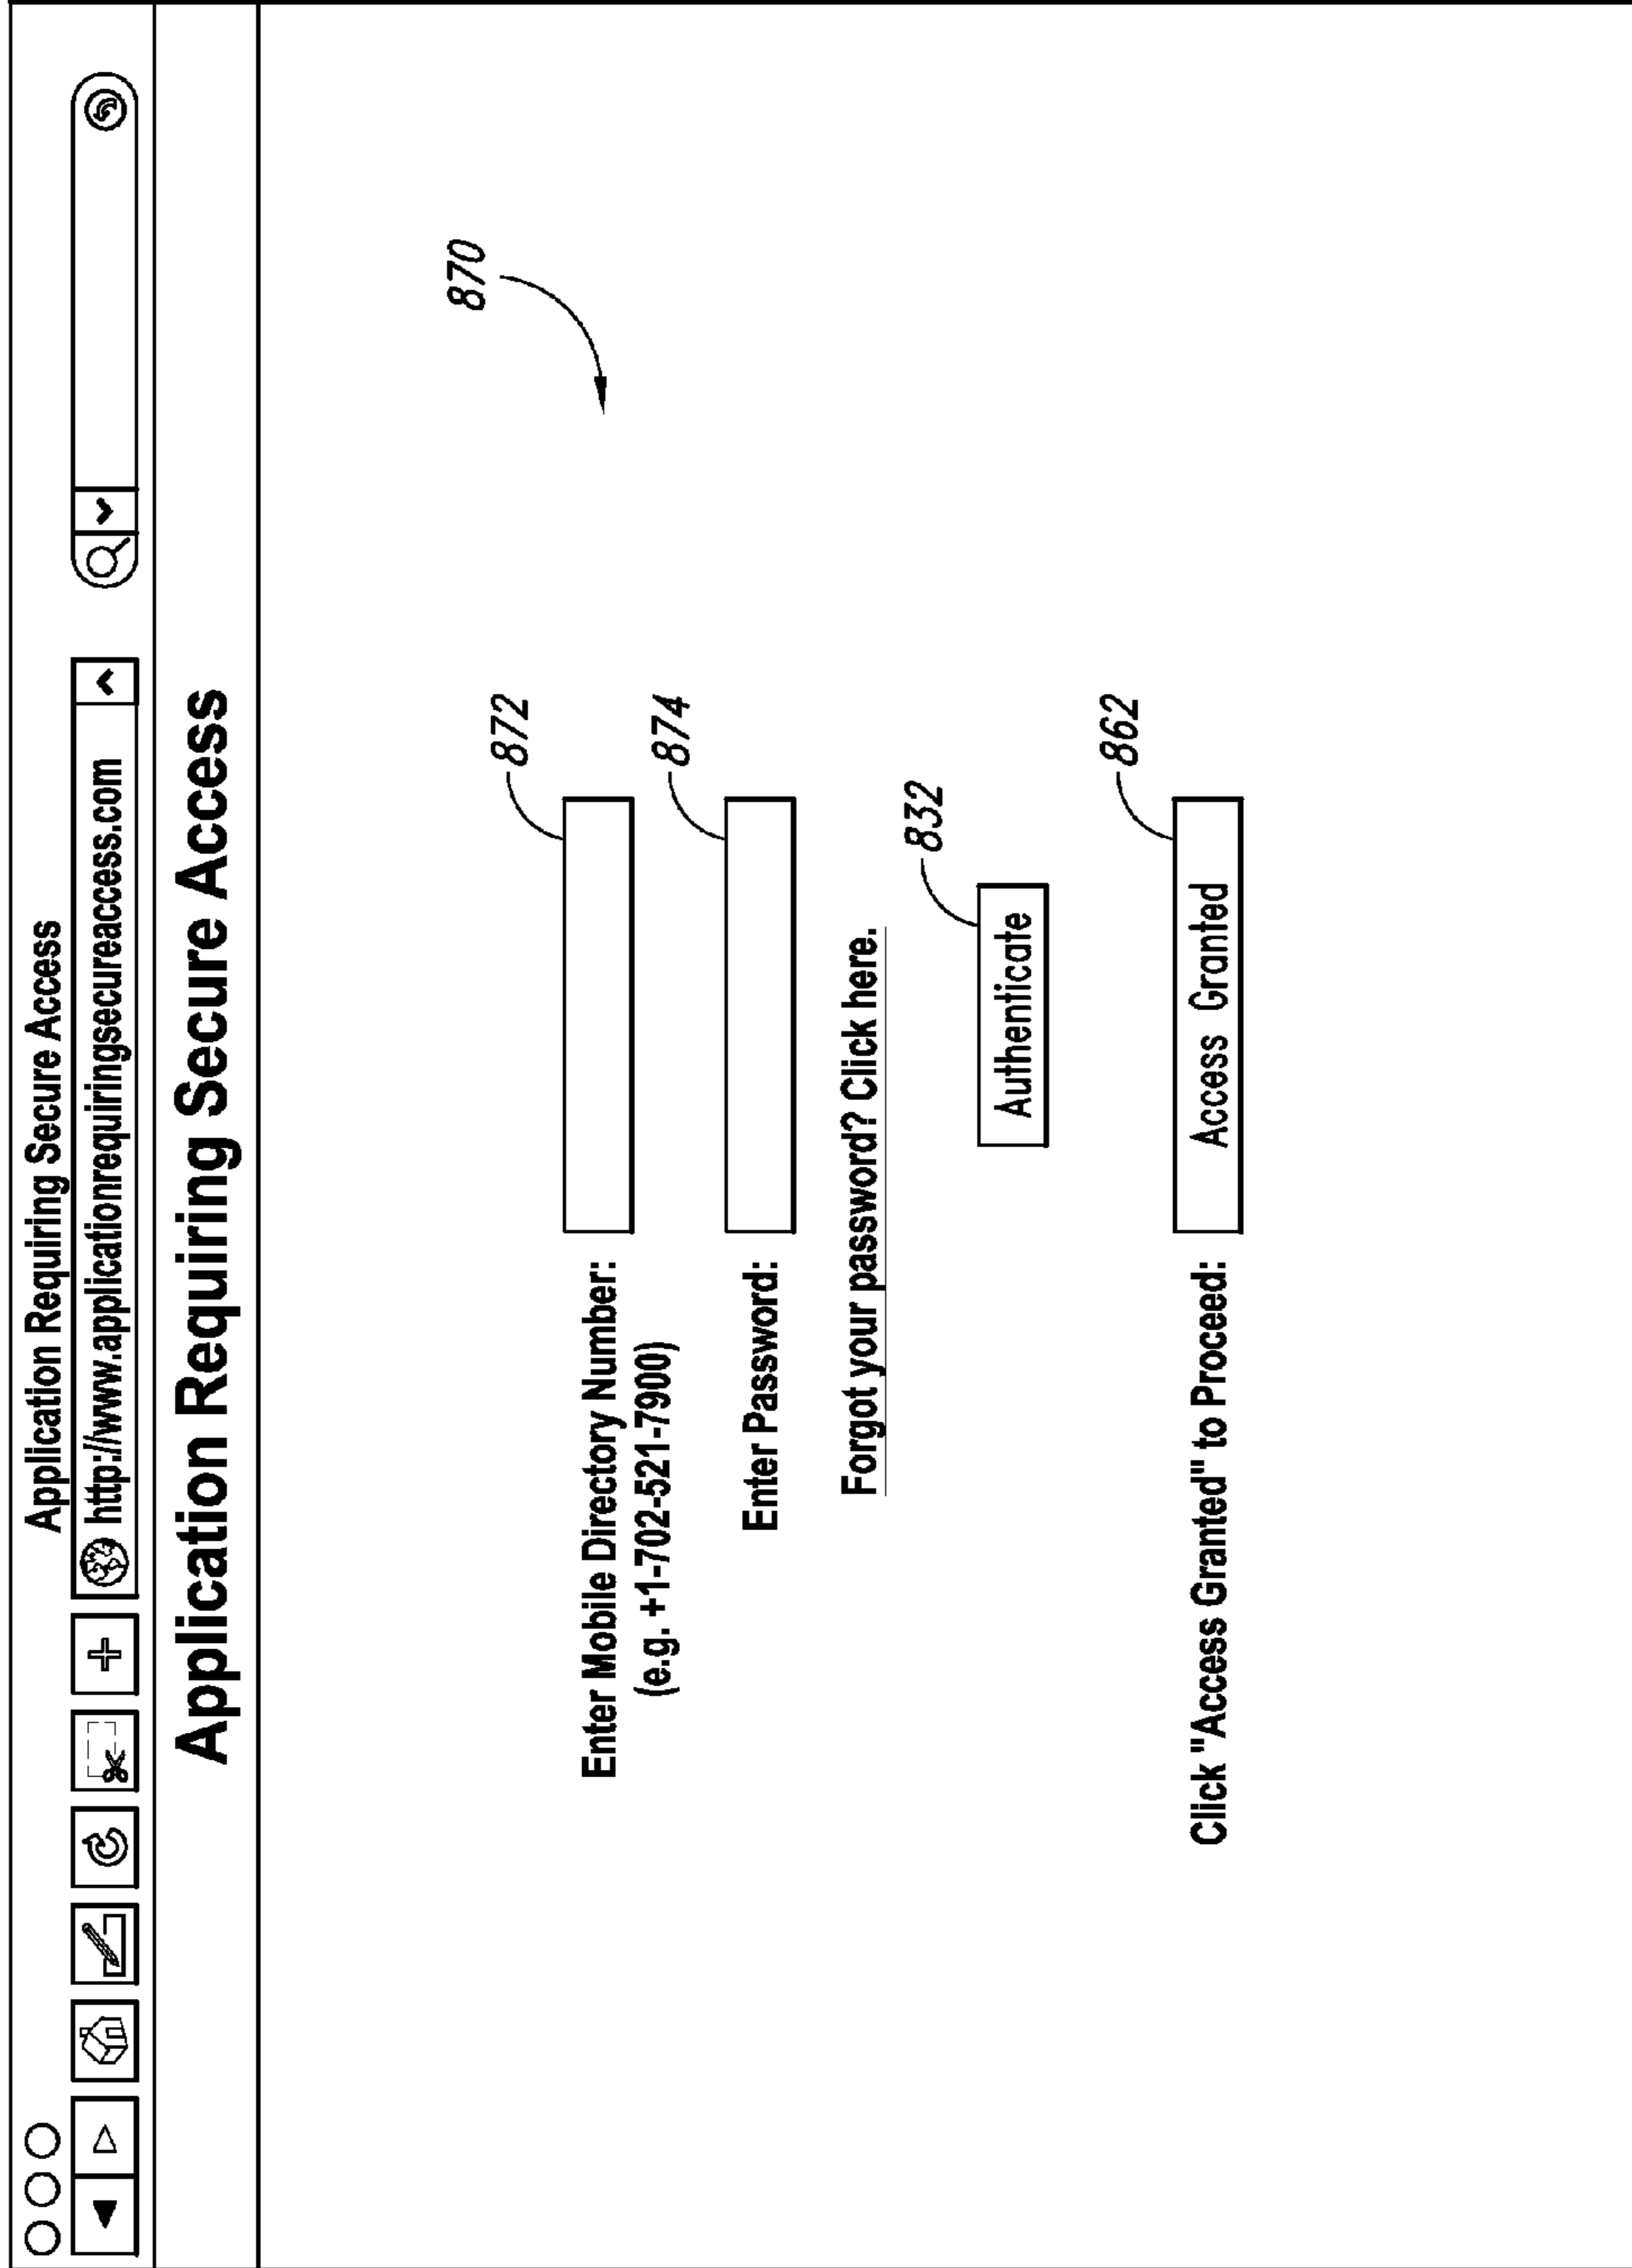 Application Requiring Secure Access
http://www.applicationrequiringsecureaccess.com
Application Requiring Secure Access
870
872
Enter Mobile Directory Number:
(e.g. +1-702-521-7900)
874
Enter Password:
Forgot your password? Click here.
832
Authenticate
862
Click "Access Granted" to Proceed:
Access Granted